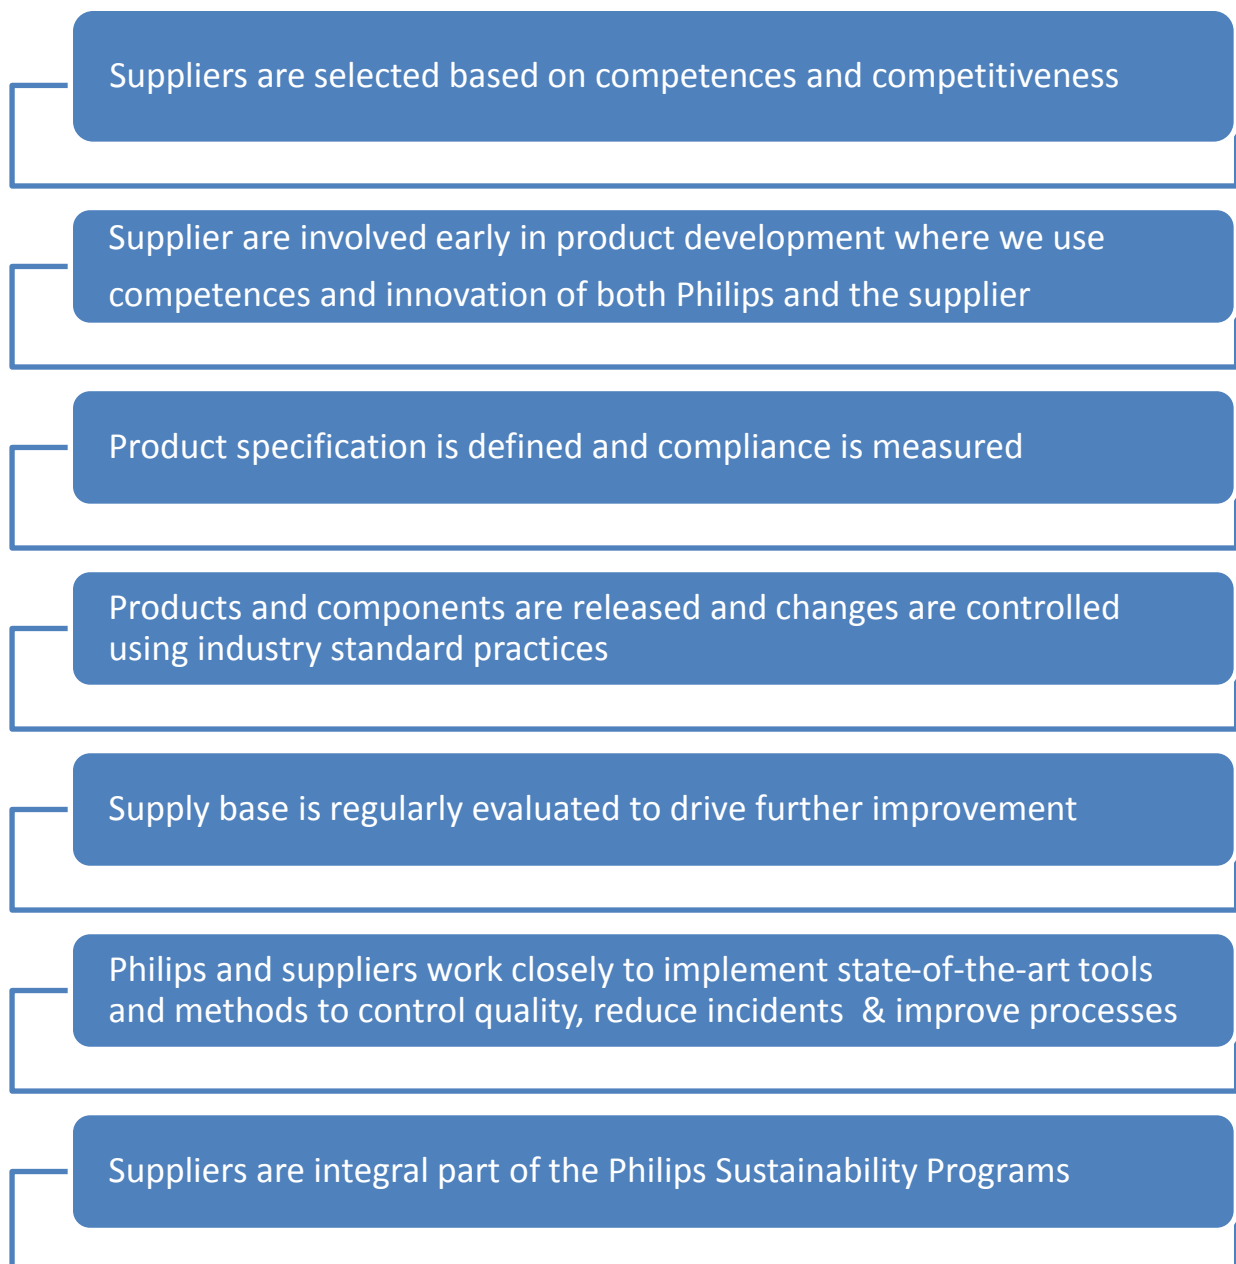 Suppliers are selected based on competences and competitiveness
Supplier are involved early in product development where we use
competences and innovation of both Philips and the supplier
Product specification is defined and compliance is measured
Products and components are released and changes are controlled
using industry standard practices
Supply base is regularly evaluated to drive further improvement
Philips and suppliers work closely to implement state-of-the-art tools
and methods to control quality, reduce incidents  & improve processes
Suppliers are integral part of the Philips Sustainability Programs